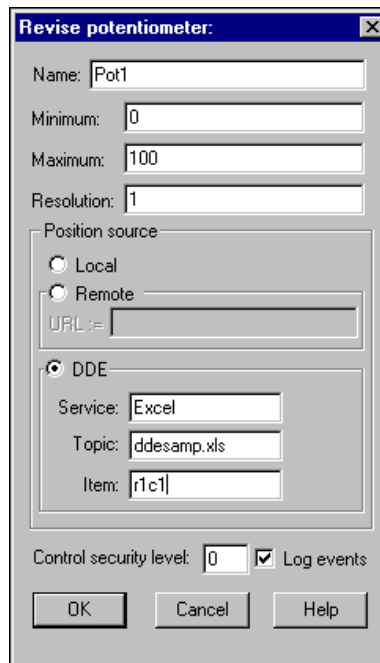 Revise potentiometer:
Name: Pot1
Minimum: 0
Maximum: 100
Resolution: 1
Position source
Local
Remote
URL :=
DDE
Service: Excel
Topic: ddesamp.xls
Item: r1c1
Control security level: 0 Log events
OK Cancel Help